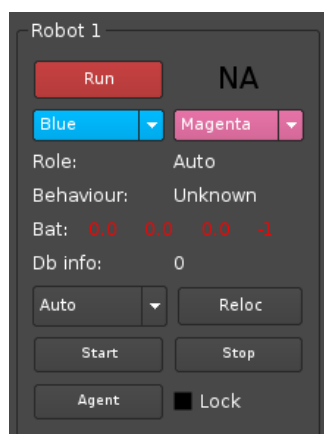 Robot 1
Run NA
Blue Magenta
Role: Auto
Behaviour: Unknown
Bat: 0.0 0.0 0.0 -1
Db info: 0
Auto Reloc
Start Stop
Agent Lock